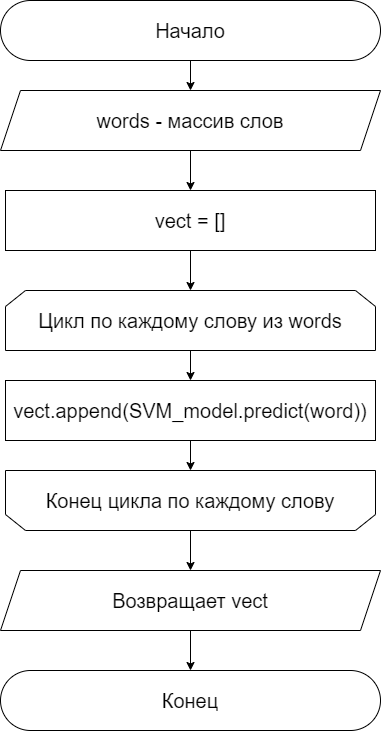 Начало
words - массив слов
vect = []
Цикл по каждому слову из words
vect.append(SVM_model.predict(word))
Конец цикла по каждому слову
Возвращает vect
Конец